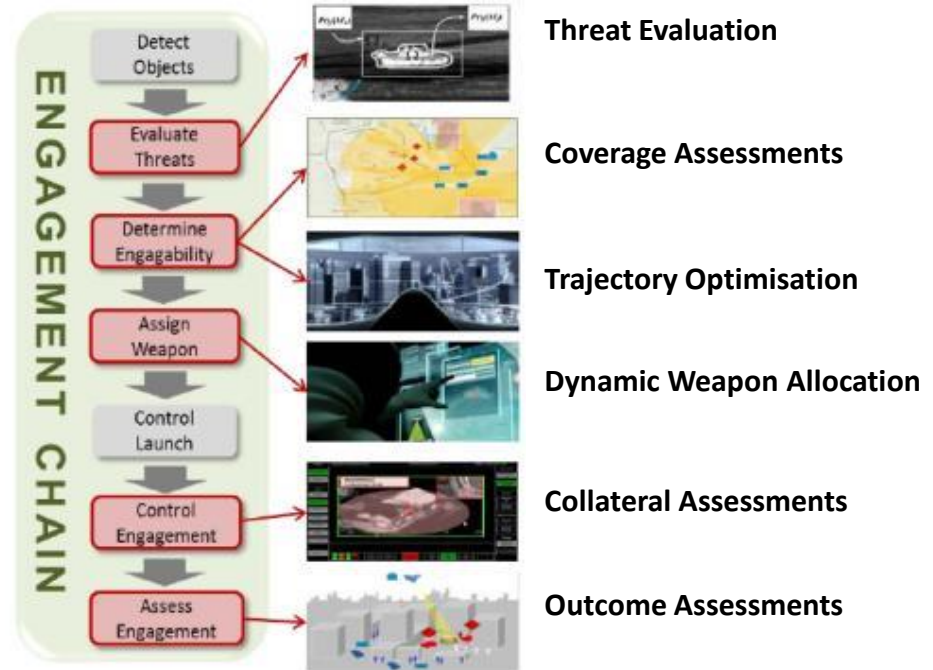 ENGAGEMENT CHAIN
Detect
Objects
Evaluate
Threats
Determine
Engagability
Assign
Weapon
Control
Launch
Control
Engagement
Assess
Engagement
Threat Evaluation
Coverage Assessments
Trajectory Optimisation
Dynamic Weapon Allocation
Collateral Assessments
Outcome Assessments